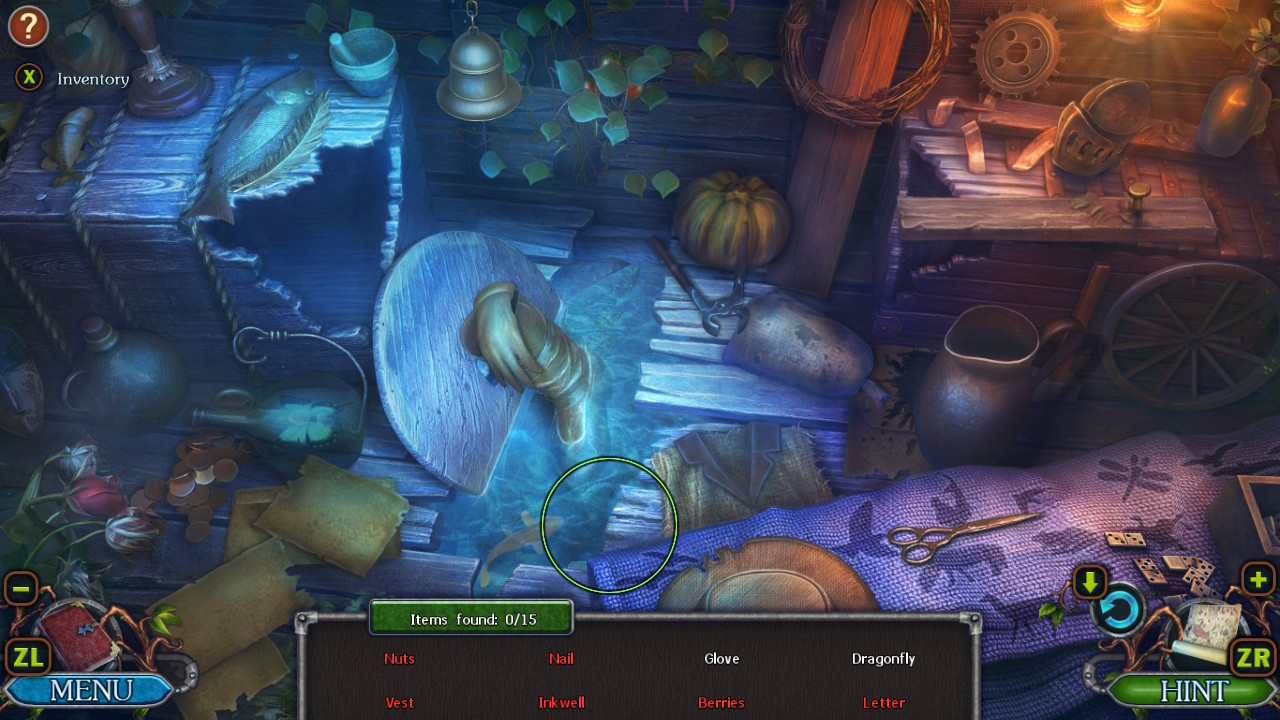 ?
X Inventory
Items found: 0/15
Nuts Nail Glove Dragonfly
Vest Inkwell Berries Letter
ZL
MENU
ZR
HINT